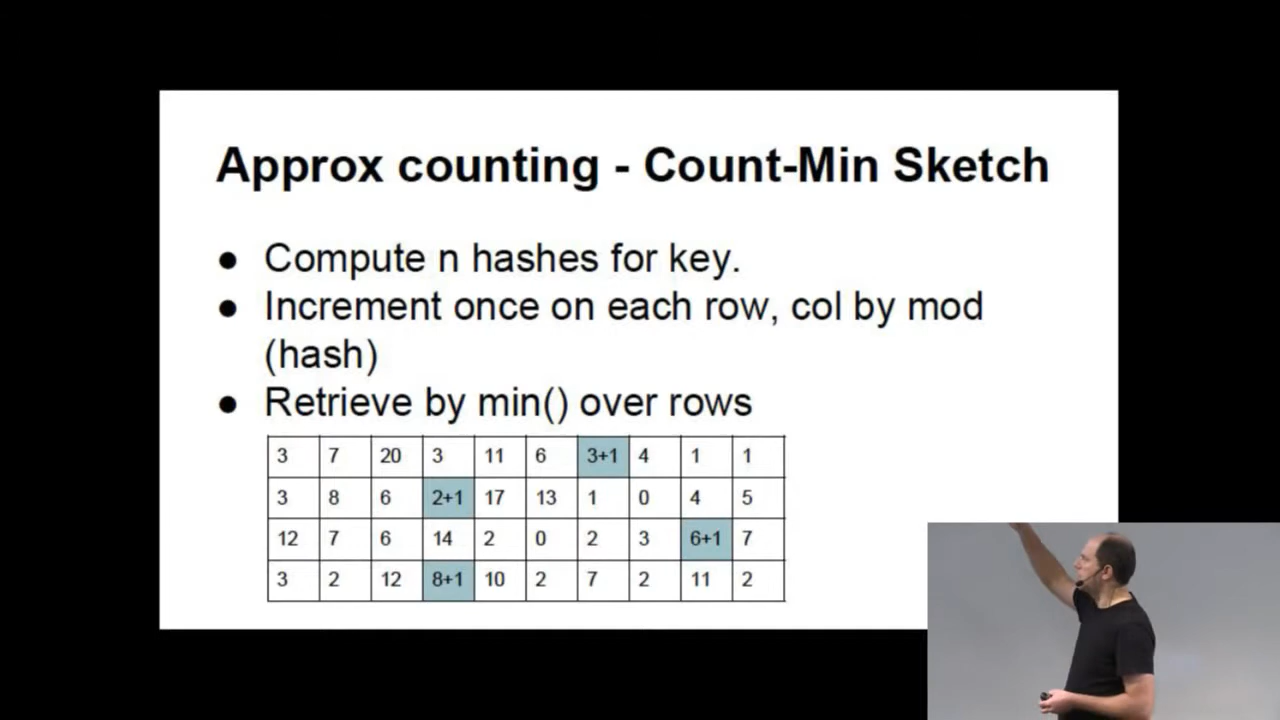 Approx counting - Count-Min Sketch
● Compute n hashes for key.
● Increment once on each row, col by mod
(hash)
● Retrieve by min() over rows
3 7 20 3 11 6 3+1 4 1 1
3 8 6 2+1 17 13 1 0 4 5
12 7 6 14 2 0 2 3 6+1 7
3 2 12 8+1 10 2 7 2 11 2